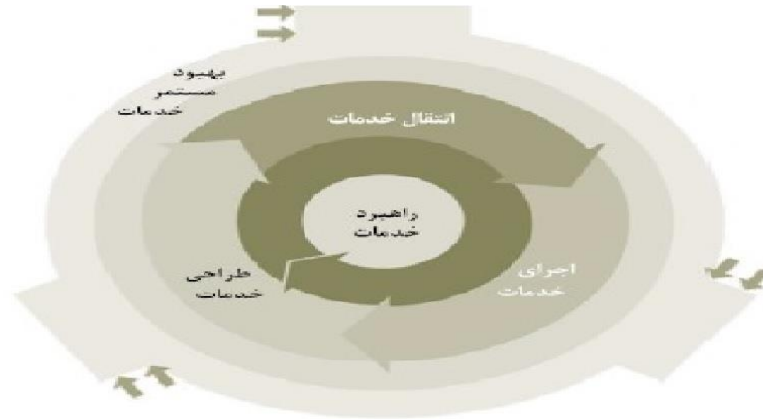 بهبود
مستمر
خدمات
انتقال خدمات
راهبرد
خدمات
طراحی
خدمات
اجرای
خدمات